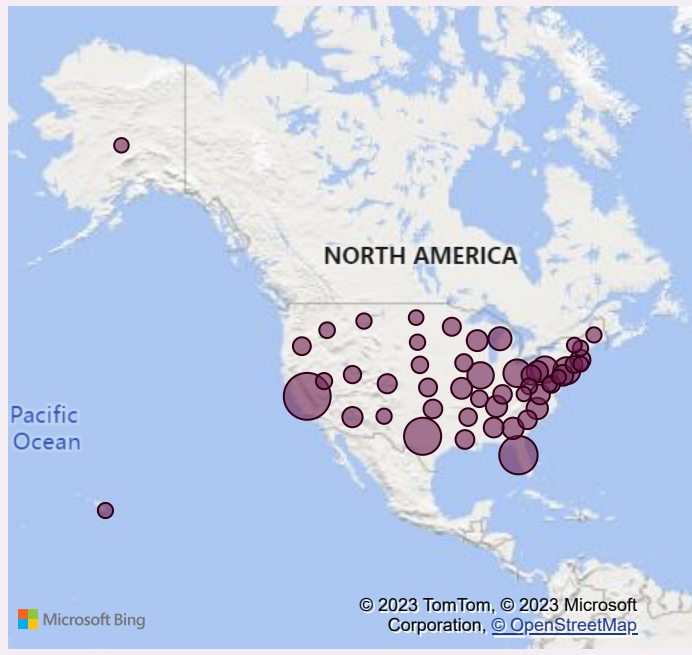 NORTH AMERICA
Pacific
Ocean
Microsoft Bing
© 2023 TomTom, © 2023 Microsoft
Corporation, © OpenStreetMap